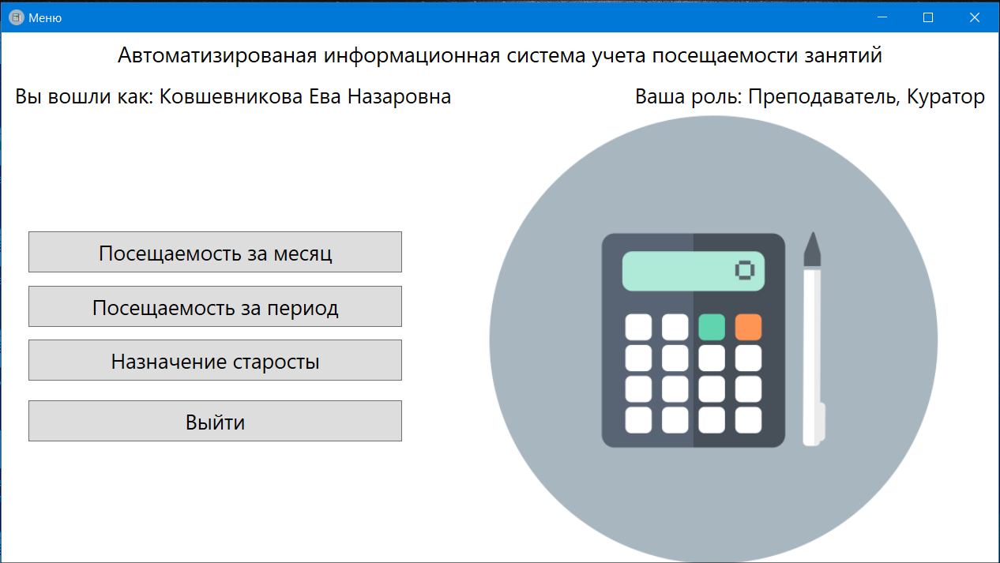 Меню
Автоматизированая информационная система учета посещаемости занятий
Вы вошли как: Ковшевникова Ева Назаровна
Ваша роль: Преподаватель, Куратор
0
Посещаемость за месяц
Посещаемость за период
Назначение старосты
Выйти